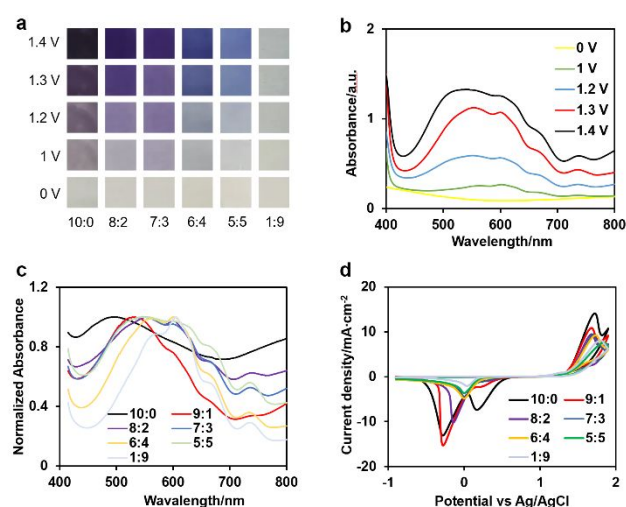 a
1.4 V
1.3 V
1.2 V
1 V
0 V
10:0 8:2 7:3 6:4 5:5 1:9
b
Absorbance/a.u.
2
1
0
400 500 600 700 800
Wavelength/nm
0 V
1 V
1.2 V
1.3 V
1.4 V
c
Normalized Absorbance
1.2
0.8
0.4
0
400 500 600 700 800
Wavelength/nm
10:0 9:1
8:2 7:3
6:4 5:5
1:9
d
Current density/mA·cm-2
20
10
0
-10
-20
-1 0 1 2
Potential vs Ag/AgCl
10:0 9:1
8:2 7:3
6:4 5:5
1:9